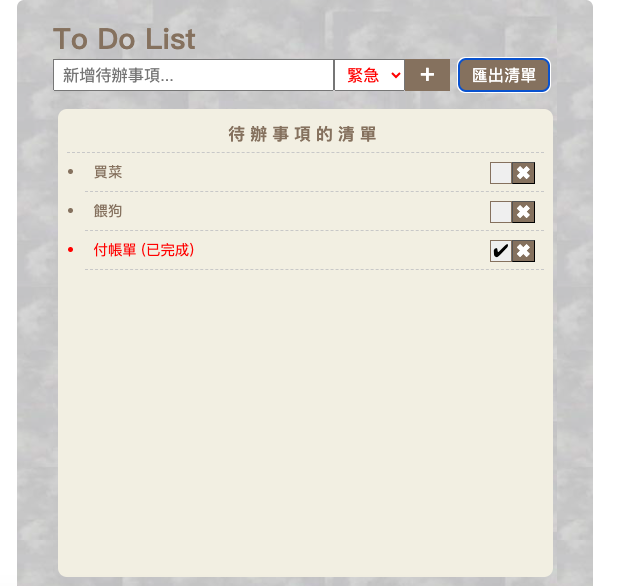 To Do List
新增待辦事項... 緊急 + 匯出清單
待辦事項的清單
• 買菜 ✖
• 餵狗 ✖
• 付帳單 (已完成) ✔ ✖